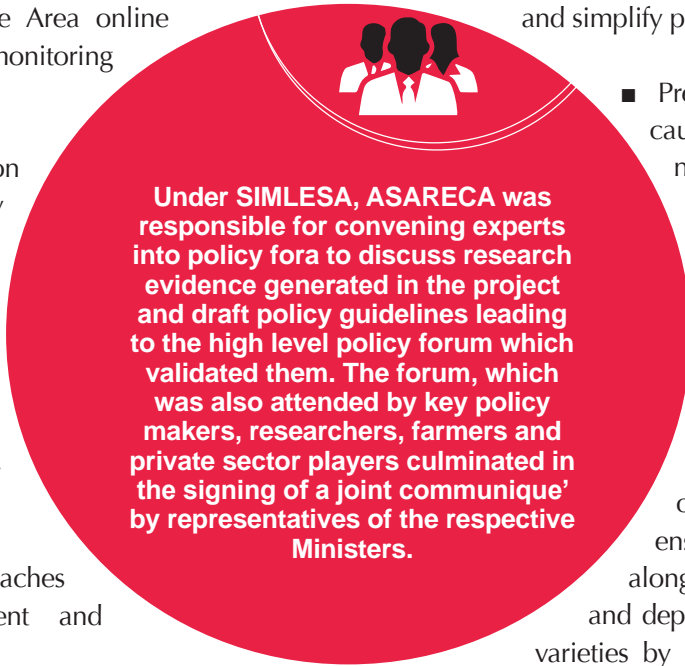 e Area online
monitoring
on
and simplify p
■ Pre
cau
Under SIMLESA, ASARECA was
responsible for convening experts
into policy fora to discuss research
evidence generated in the project
and draft policy guidelines leading
to the high level policy forum which
validated them. The forum, which
was also attended by key policy
makers, researchers, farmers and
private sector players culminated in
the signing of a joint communique’
by representatives of the respective
Ministers.
aches
ent and
ens
along
and dep
varieties by